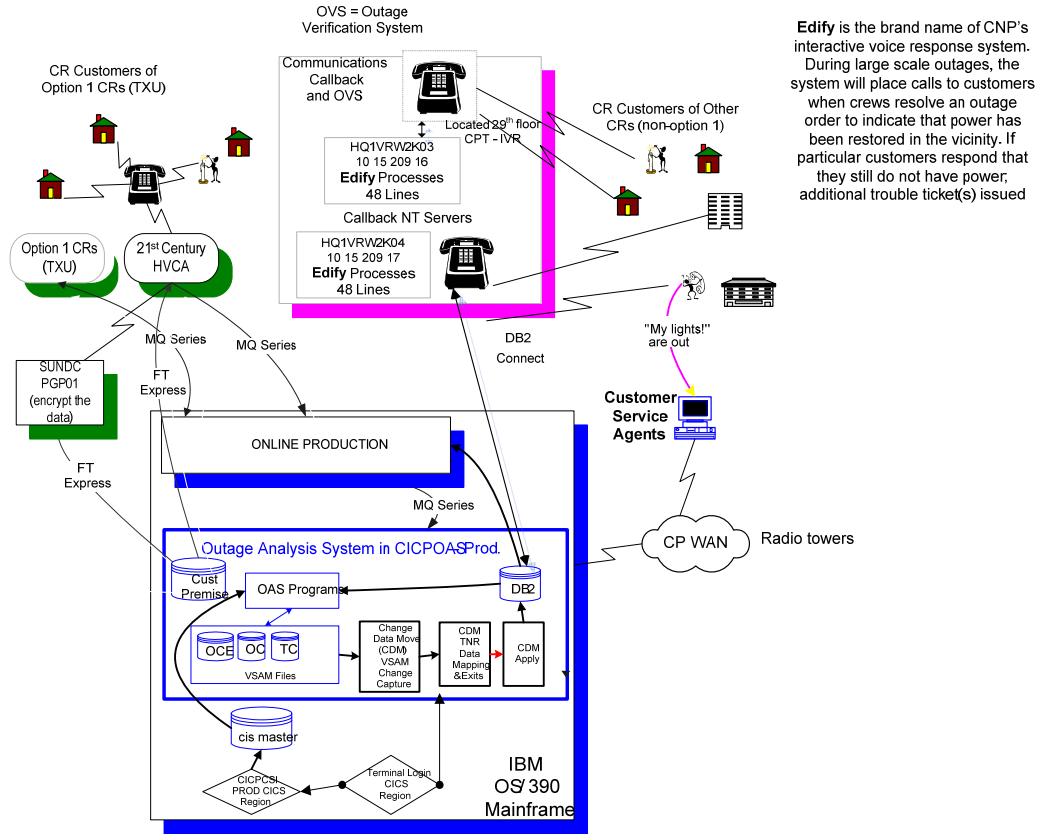 OVS = Outage
Verification System
Edify is the brand name of CNP's
interactive voice response system.
During large scale outages, the
system will place calls to customers
when crews resolve an outage
order to indicate that power has
been restored in the vicinity. If
particular customers respond that
they still do not have power;
additional trouble ticket(s) issued
CR Customers of
Option 1 CRs (TXU)
Communications
Callback
and OVS
Located 29th floor
CPT - IVR
CR Customers of Other
CRs (non-option 1)
HQ1VRW2K03
10 15 209 16
Edify Processes
48 Lines
Callback NT Servers
HQ1VRW2K04
10 15 209 17
Edify Processes
48 Lines
Option 1 CRs
(TXU)
21st Century
HVCA
MQ Series
MQ Series
DB2
Connect
"My lights!"
are out
SUNDC
PGP01
(encrypt the
data)
FT
Express
Customer
Service
Agents
ONLINE PRODUCTION
FT
Express
MQ Series
CP WAN
Radio towers
Outage Analysis System in CICPOAS-Prod.
Cust
Premise
OAS Programs
DB2
OCE
OC
TC
VSAM Files
Change
Data Move
(CDM)
VSAM
Change
Capture
CDM
TNR
Data
Mapping
&Exits
CDM
Apply
cis master
CICPCSI
PROD CICS
Region
Terminal Login
CICS
Region
IBM
OS/390
Mainframe